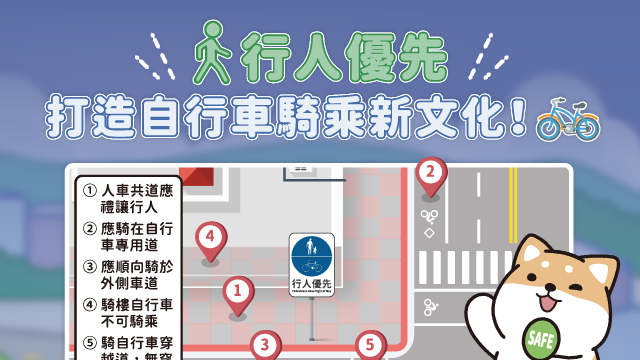 行人優先
打造自行車騎乘新文化！
① 人車共道應
禮讓行人
② 應騎在自行
車專用道
③ 應順向騎於
外側車道
④ 騎樓自行車
不可騎乘
⑤ 騎自行車穿
越道，無穿
4
1
3
5
2
行人優先
SAFE